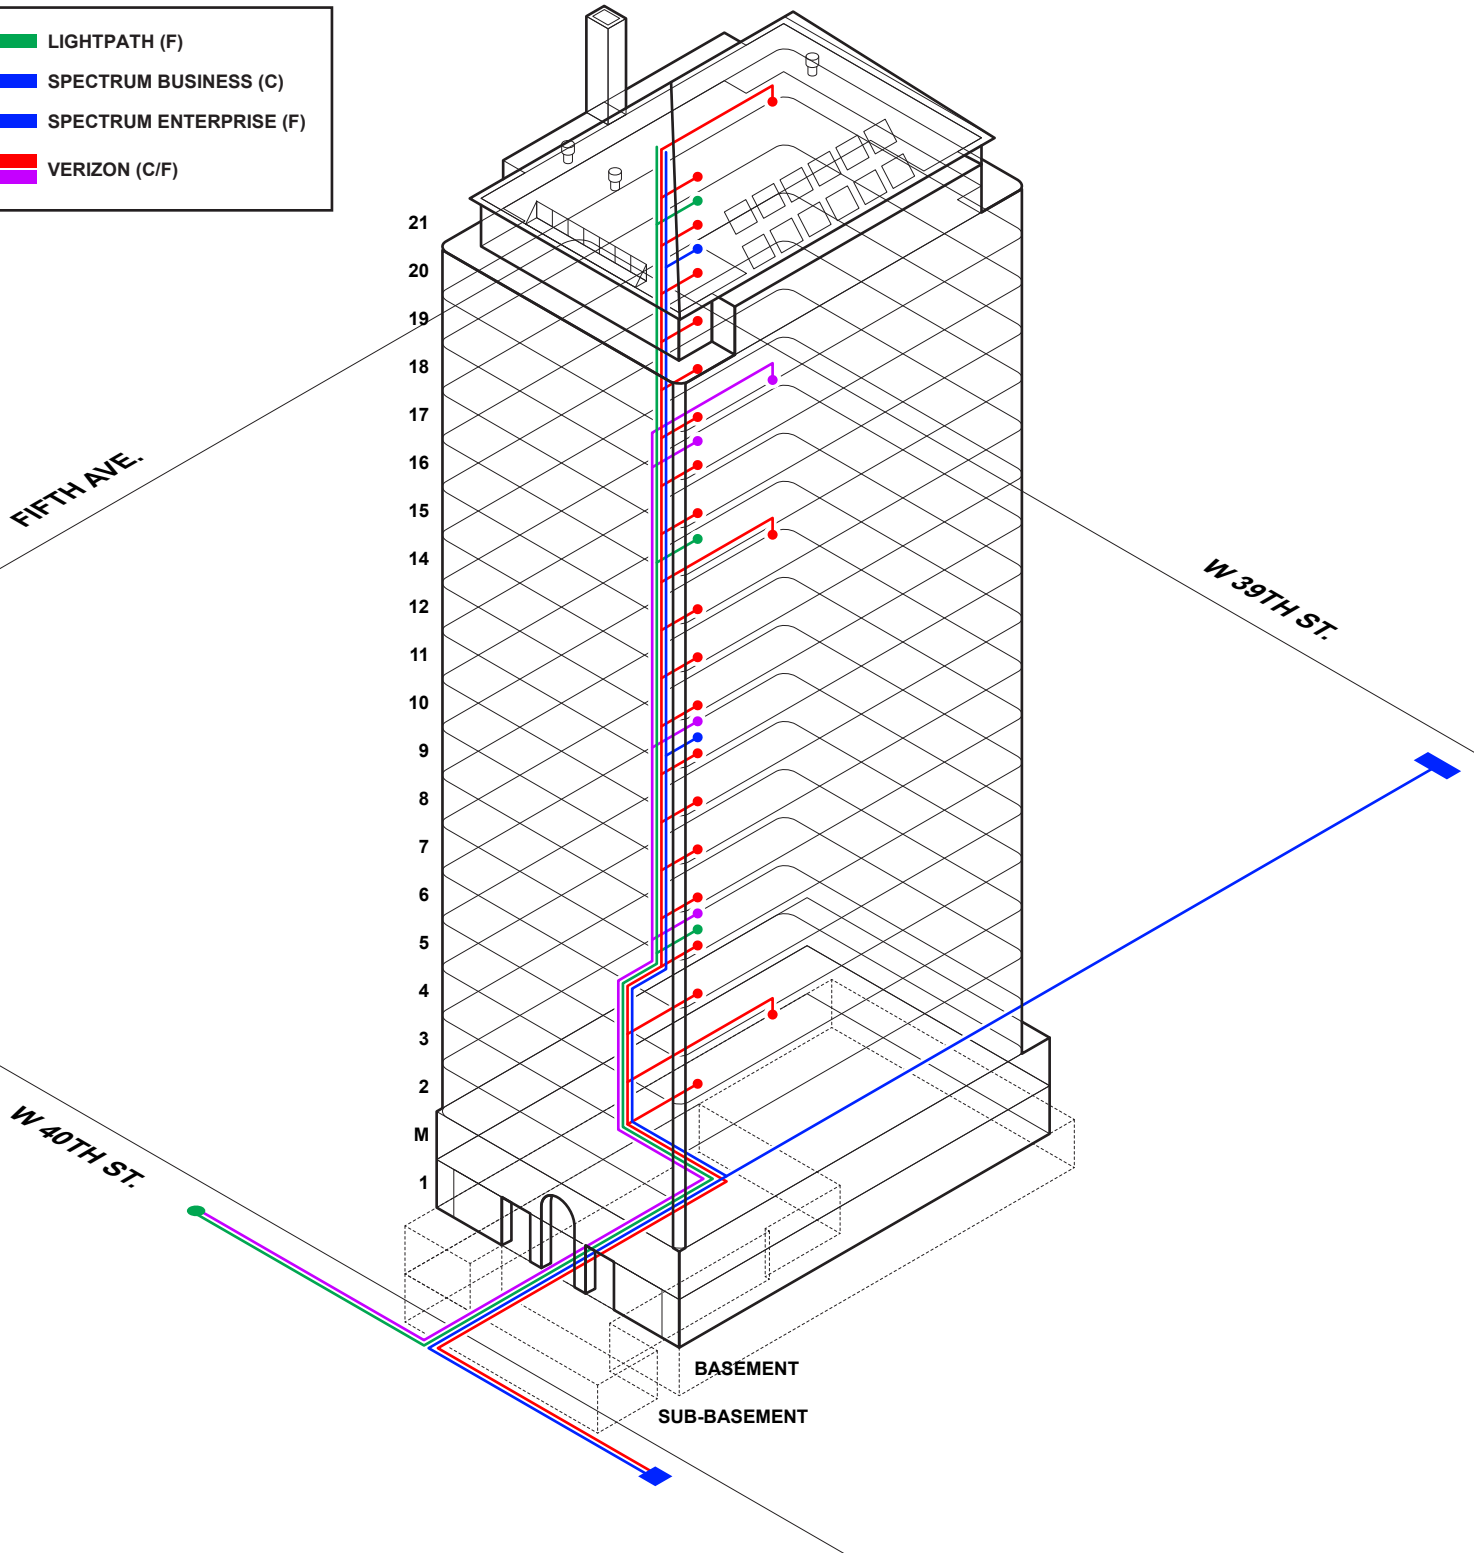 LIGHTPATH (F)
SPECTRUM BUSINESS (C)
SPECTRUM ENTERPRISE (F)
VERIZON (C/F)
21
20
19
18
17
16
15
14
12
11
10
9
8
7
6
5
4
3
2
M
1
FIFTH AVE.
W 39TH ST.
W 40TH ST.
BASEMENT
SUB-BASEMENT